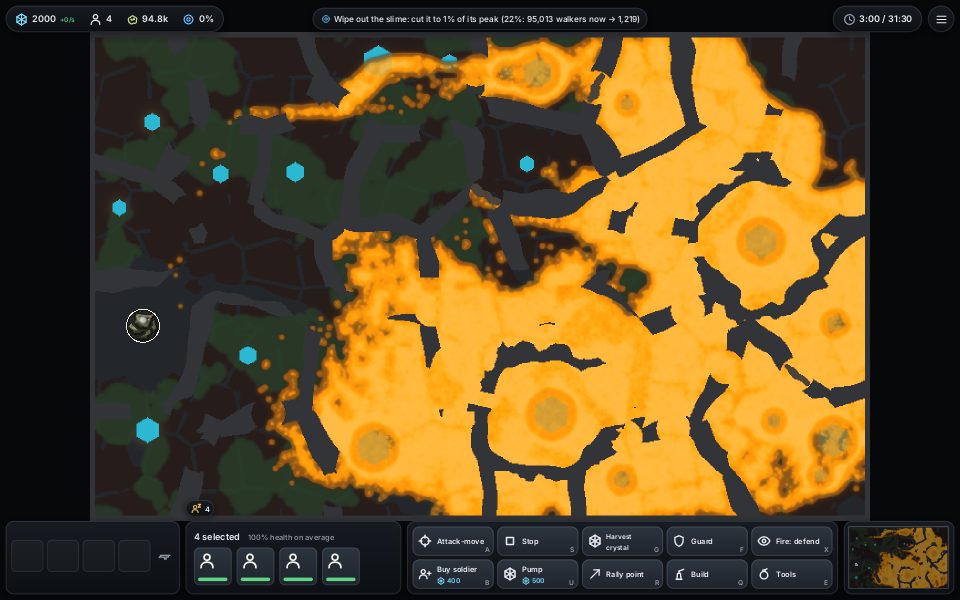 2000 +0/s 4 94.8k 0%
Wipe out the slime: cut it to 1% of its peak (22%: 95,013 walkers now → 1,219)
3:00 / 31:30
4
4 selected 100% health on average
Attack-move A
Stop S
Harvest crystal G
Guard F
Fire: defend X
Buy soldier 400 B
Pump 500 U
Rally point R
Build Q
Tools E